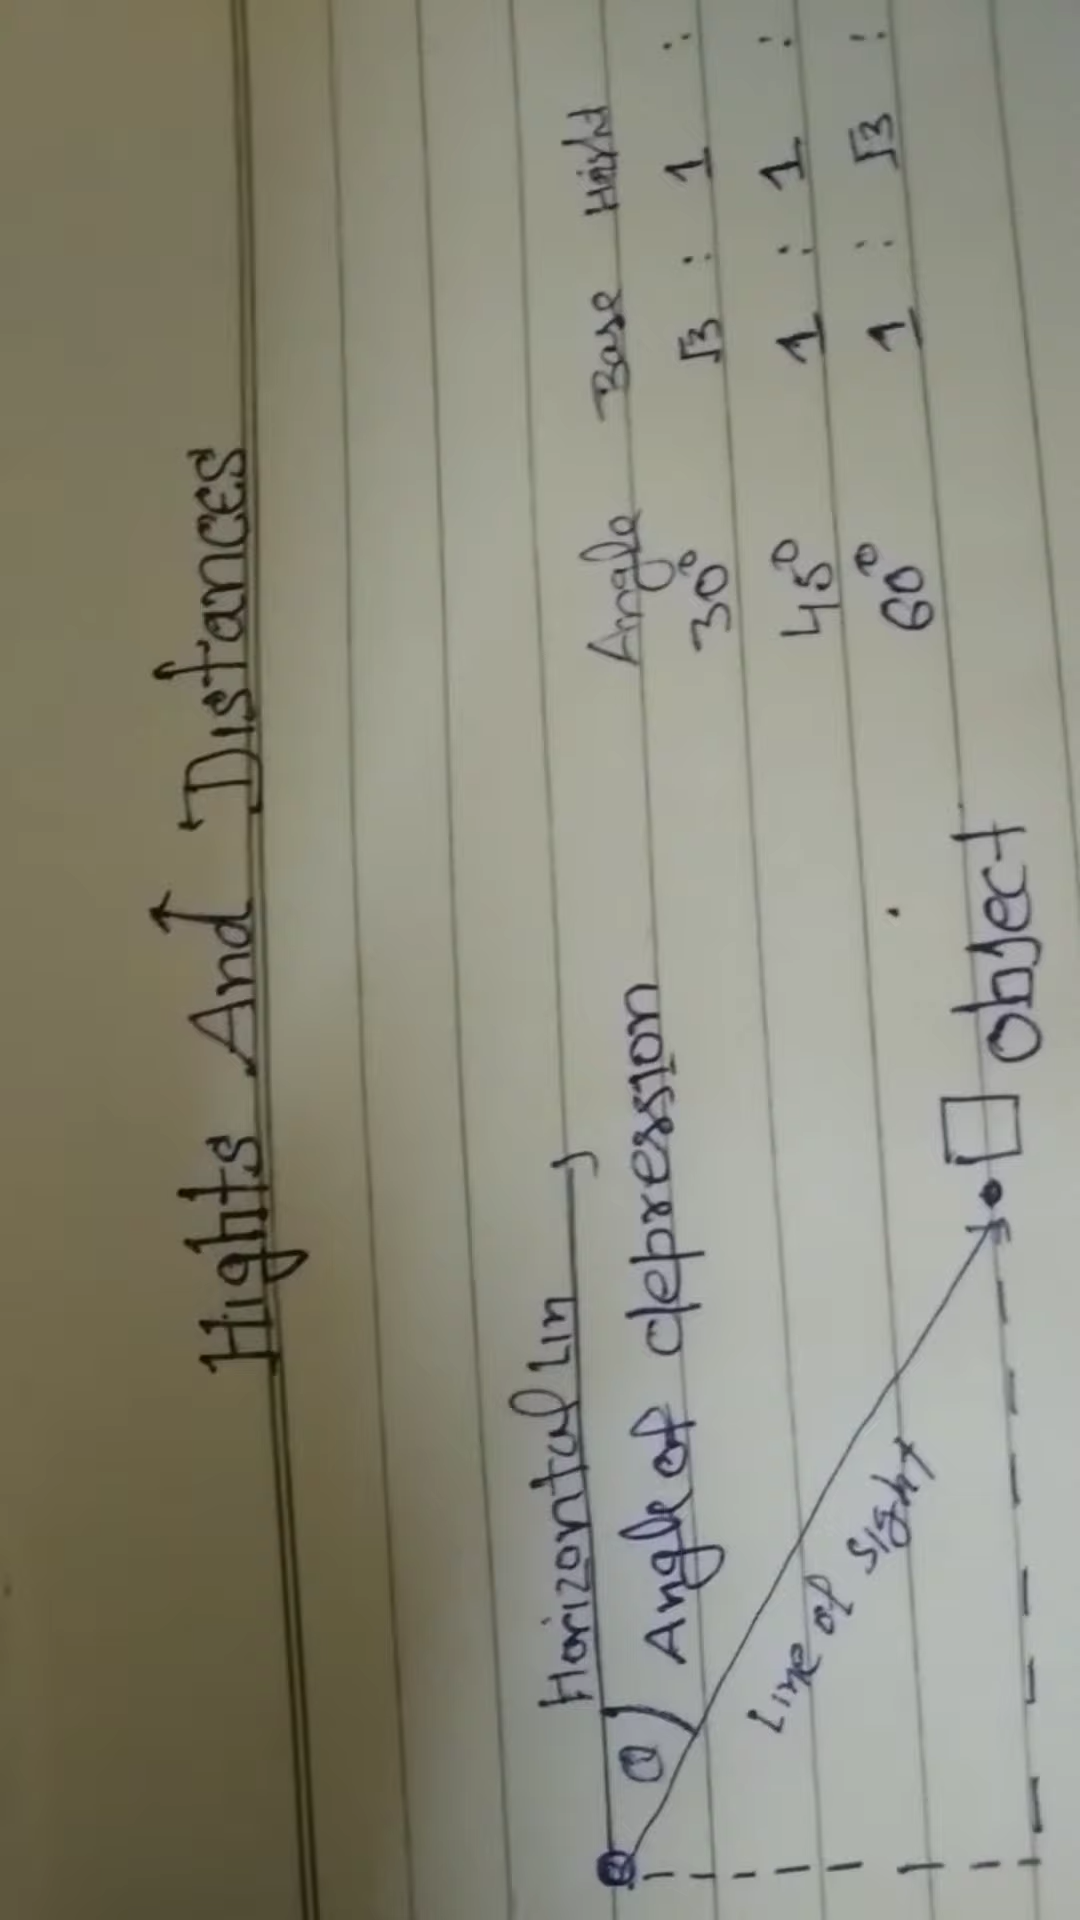 Hights And Distances
Horizontal Lin
θ Angle of depression
Line of sight
Object
Angle Base Hight
30° √3 : 1 :
45° 1 : 1 :
60° 1 : √3 :